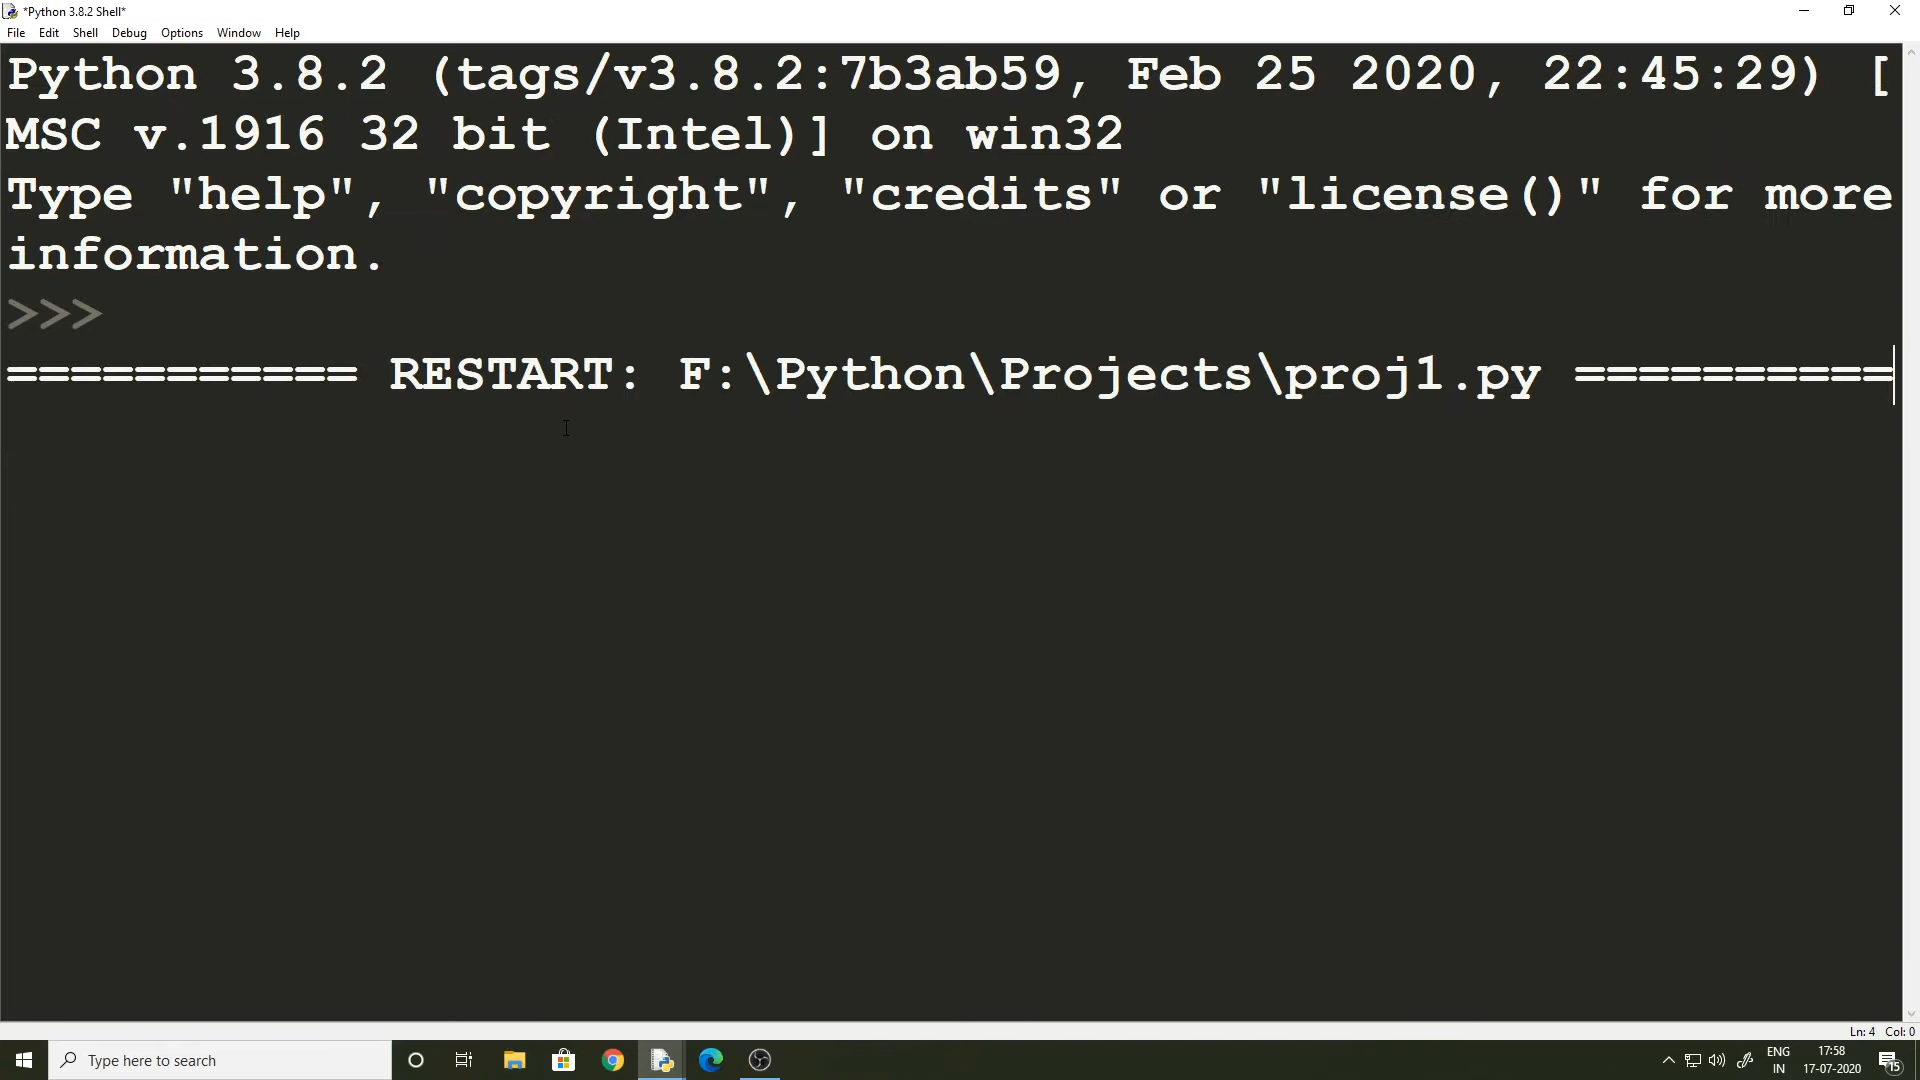 *Python 3.8.2 Shell*
File Edit Shell Debug Options Window Help
Python 3.8.2 (tags/v3.8.2:7b3ab59, Feb 25 2020, 22:45:29) [
MSC v.1916 32 bit (Intel)] on win32
Type "help", "copyright", "credits" or "license()" for more
information.
>>>
=========== RESTART: F:\Python\Projects\proj1.py ==========
Ln: 4 Col: 0
Type here to search
ENG
IN
17:58
17-07-2020
15